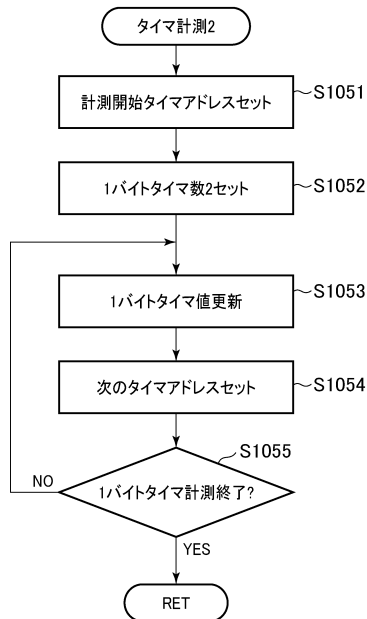 タイマ計測2
計測開始タイマアドレスセット
S1051
1バイトタイマ数2セット
S1052
1バイトタイマ値更新
S1053
次のタイマアドレスセット
S1054
S1055
1バイトタイマ計測終了?
NO
YES
RET